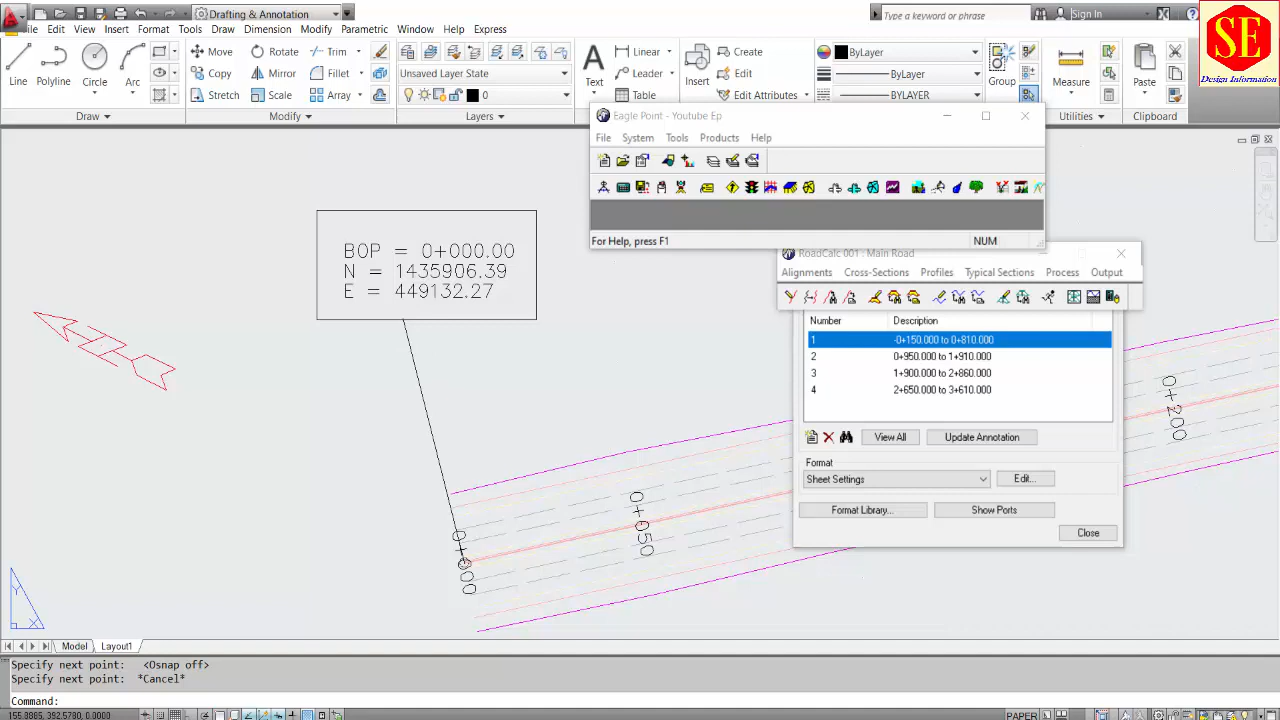 Drafting & Annotation
Type a keyword or phrase
Sign In
SE
Design Information
File Edit View Insert Format Tools Draw Dimension Modify Parametric Window Help Express
Line Polyline Circle Arc
Move Rotate Trim
Copy Mirror Fillet
Stretch Scale Array
Unsaved Layer State
0
Text
Linear
Leader
Table
Insert
Create
Edit
Edit Attributes
ByLayer
ByLayer
BYLAYER
Group
Measure
Paste
Draw
Modify
Layers
Utilities
Clipboard
Eagle Point - Youtube Ep
File System Tools Products Help
For Help, press F1
NUM
RoadCalc 001 : Main Road
Alignments Cross-Sections Profiles Typical Sections Process Output
Number Description
1 -0+150.000 to 0+810.000
2 0+950.000 to 1+910.000
3 1+900.000 to 2+860.000
4 2+650.000 to 3+610.000
View All
Update Annotation
Format
Sheet Settings
Edit...
Format Library...
Show Ports
Close
BOP = 0+000.00
N = 1435906.39
E = 449132.27
0+000
0+050
0+200
Y
Model Layout1
Specify next point: <Osnap off>
Specify next point: *Cancel*
Command:
155.8885, 392.5780, 0.0000
PAPER